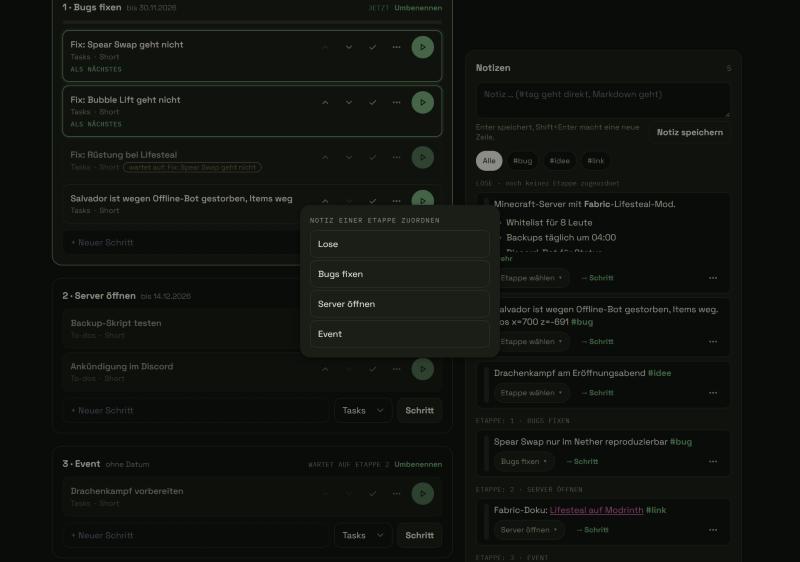 1 · Bugs fixen bis 30.11.2026 JETZT Umbenennen
Fix: Spear Swap geht nicht
Tasks · Short
ALS NÄCHSTES
Fix: Bubble Lift geht nicht
Tasks · Short
ALS NÄCHSTES
Fix: Rüstung bei Lifesteal
Tasks · Short wartet auf: Fix: Spear Swap geht nicht
Salvador ist wegen Offline-Bot gestorben, Items weg
Tasks · Short
+ Neuer Schritt
2 · Server öffnen bis 14.12.2026
Backup-Skript testen
To-dos · Short
Ankündigung im Discord
To-dos · Short
+ Neuer Schritt Tasks Schritt
3 · Event ohne Datum WARTET AUF ETAPPE 2 Umbenennen
Drachenkampf vorbereiten
Tasks · Short
+ Neuer Schritt Tasks Schritt
NOTIZ EINER ETAPPE ZUORDNEN
Lose
Bugs fixen
Server öffnen
Event
Notizen 5
Notiz … (#tag geht direkt, Markdown geht)
Enter speichert, Shift+Enter macht eine neue
Zeile.
Notiz speichern
Alle #bug #idee #link
LOSE · noch keiner Etappe zugeordnet
Minecraft-Server mit Fabric-Lifesteal-Mod.
Whitelist für 8 Leute
Backups täglich um 04:00
Etappe wählen → Schritt
alvador ist wegen Offline-Bot gestorben, Items weg.
os x=700 z=-691 #bug
Etappe wählen → Schritt
Drachenkampf am Eröffnungsabend #idee
Etappe wählen → Schritt
ETAPPE: 1 · BUGS FIXEN
Spear Swap nur im Nether reproduzierbar #bug
Bugs fixen → Schritt
ETAPPE: 2 · SERVER ÖFFNEN
Fabric-Doku: Lifesteal auf Modrinth #link
Server öffnen → Schritt
ETAPPE: 3 · EVENT